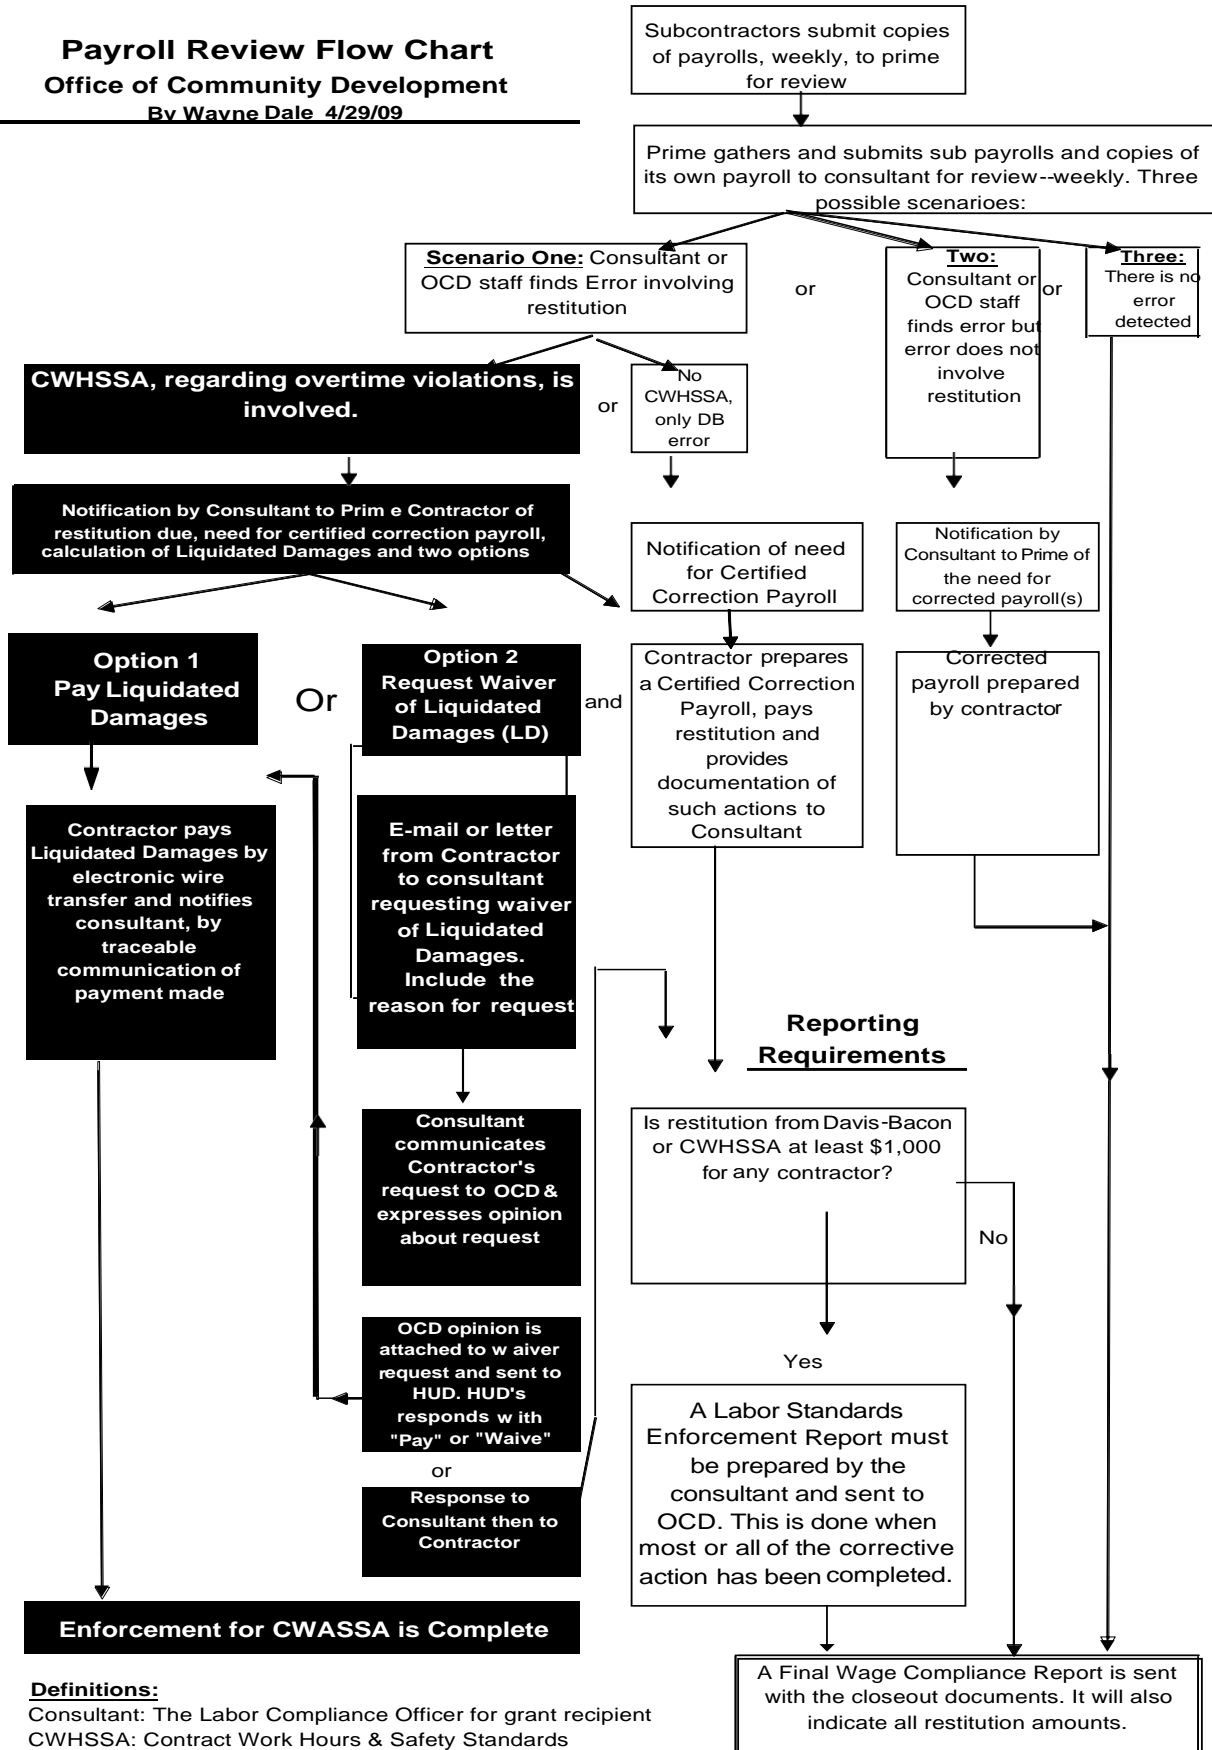 Payroll Review Flow Chart
Office of Community Development
By Wayne Dale 4/29/09
Subcontractors submit copies
of payrolls, weekly, to prime
for review
Prime gathers and submits sub payrolls and copies of
its own payroll to consultant for review--weekly. Three
possible scenarioes:
Scenario One: Consultant or
OCD staff finds Error involving
restitution
or
Two:
Consultant or
OCD staff
finds error but
error does not
involve
restitution
or
Three:
There is no
error
detected
CWHSSA, regarding overtime violations, is
involved.
or
No
CWHSSA,
only DB
error
Notification by Consultant to Prim e Contractor of
restitution due, need for certified correction payroll,
calculation of Liquidated Damages and two options
Notification of need
for Certified
Correction Payroll
Notification by
Consultant to Prime of
the need for
corrected payroll(s)
Option 1
Pay Liquidated
Damages
Or
Option 2
Request Waiver
of Liquidated
Damages (LD)
and
Contractor prepares
a Certified Correction
Payroll, pays
restitution and
provides
documentation of
such actions to
Consultant
Corrected
payroll prepared
by contractor
Contractor pays
Liquidated Damages by
electronic wire
transfer and notifies
consultant, by
traceable
communication of
payment made
E-mail or letter
from Contractor
to consultant
requesting waiver
of Liquidated
Damages.
Include the
reason for request
Reporting
Requirements
Consultant
communicates
Contractor's
request to OCD &
expresses opinion
about request
Is restitution from Davis-Bacon
or CWHSSA at least $1,000
for any contractor?
No
Yes
OCD opinion is
attached to w aiver
request and sent to
HUD. HUD's
responds w ith
"Pay" or "Waive"
or
Response to
Consultant then to
Contractor
A Labor Standards
Enforcement Report must
be prepared by the
consultant and sent to
OCD. This is done when
most or all of the corrective
action has been completed.
Enforcement for CWASSA is Complete
A Final Wage Compliance Report is sent
with the closeout documents. It will also
indicate all restitution amounts.
Definitions:
Consultant: The Labor Compliance Officer for grant recipient
CWHSSA: Contract Work Hours & Safety Standards